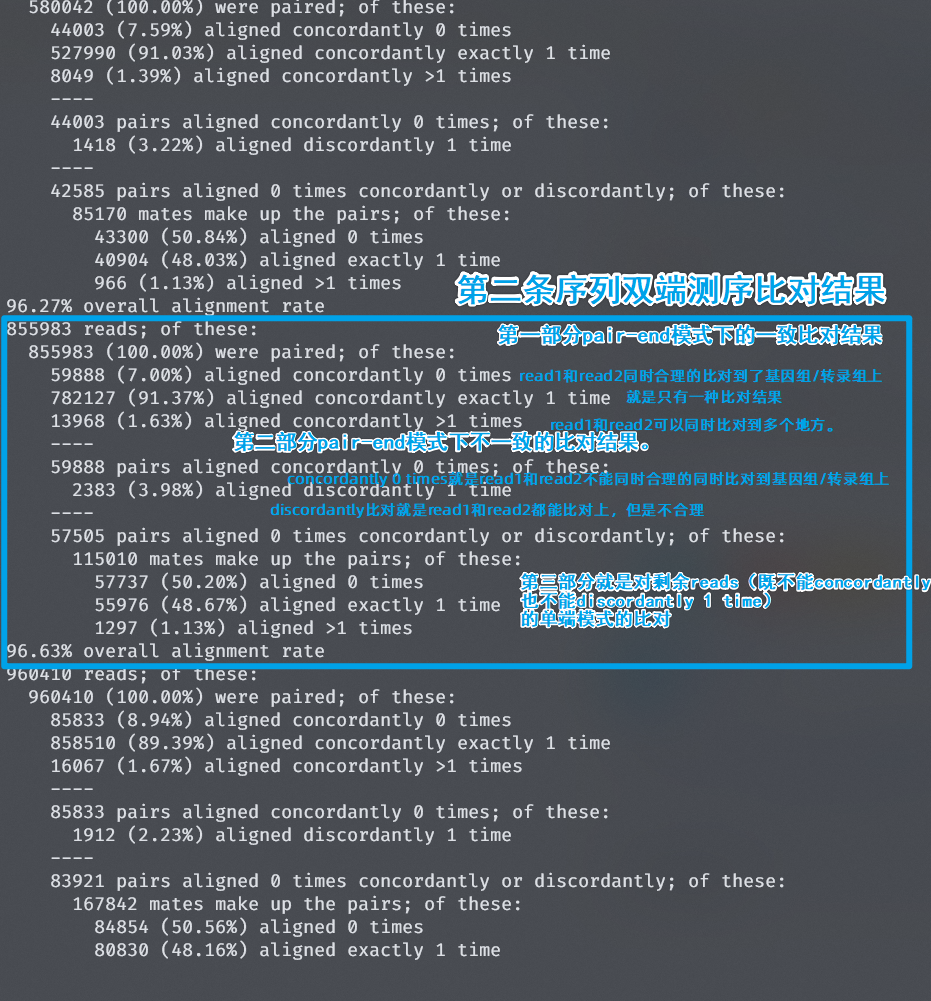 580042 (100.00%) were paired; of these:
44003 (7.59%) aligned concordantly 0 times
527990 (91.03%) aligned concordantly exactly 1 time
8049 (1.39%) aligned concordantly >1 times
----
44003 pairs aligned concordantly 0 times; of these:
1418 (3.22%) aligned discordantly 1 time
----
42585 pairs aligned 0 times concordantly or discordantly; of these:
85170 mates make up the pairs; of these:
43300 (50.84%) aligned 0 times
40904 (48.03%) aligned exactly 1 time
966 (1.13%) aligned >1 times
第二条序列双端测序比对结果
96.27% overall alignment rate
855983 reads; of these:
第一部分pair-end模式下的一致比对结果
855983 (100.00%) were paired; of these:
59888 (7.00%) aligned concordantly 0 times
read1和read2同时合理的比对到了基因组/转录组上
782127 (91.37%) aligned concordantly exactly 1 time
就是只有一种比对结果
13968 (1.63%) aligned concordantly >1 times
read1和read2可以同时比对到多个地方。
----
第二部分pair-end模式下不一致的比对结果。
59888 pairs aligned concordantly 0 times; of these:
concordantly 0 times就是read1和read2不能同时合理的同时比对到基因组/转录组上
2383 (3.98%) aligned discordantly 1 time
----
discordantly比对就是read1和read2都能比对上，但是不合理
57505 pairs aligned 0 times concordantly or discordantly; of these:
115010 mates make up the pairs; of these:
57737 (50.20%) aligned 0 times
55976 (48.67%) aligned exactly 1 time
1297 (1.13%) aligned >1 times
第三部分就是对剩余reads（既不能concordantly
也不能discordantly 1 time）
的单端模式的比对
96.63% overall alignment rate
960410 reads; of these:
960410 (100.00%) were paired; of these:
85833 (8.94%) aligned concordantly 0 times
858510 (89.39%) aligned concordantly exactly 1 time
16067 (1.67%) aligned concordantly >1 times
----
85833 pairs aligned concordantly 0 times; of these:
1912 (2.23%) aligned discordantly 1 time
----
83921 pairs aligned 0 times concordantly or discordantly; of these:
167842 mates make up the pairs; of these:
84854 (50.56%) aligned 0 times
80830 (48.16%) aligned exactly 1 time